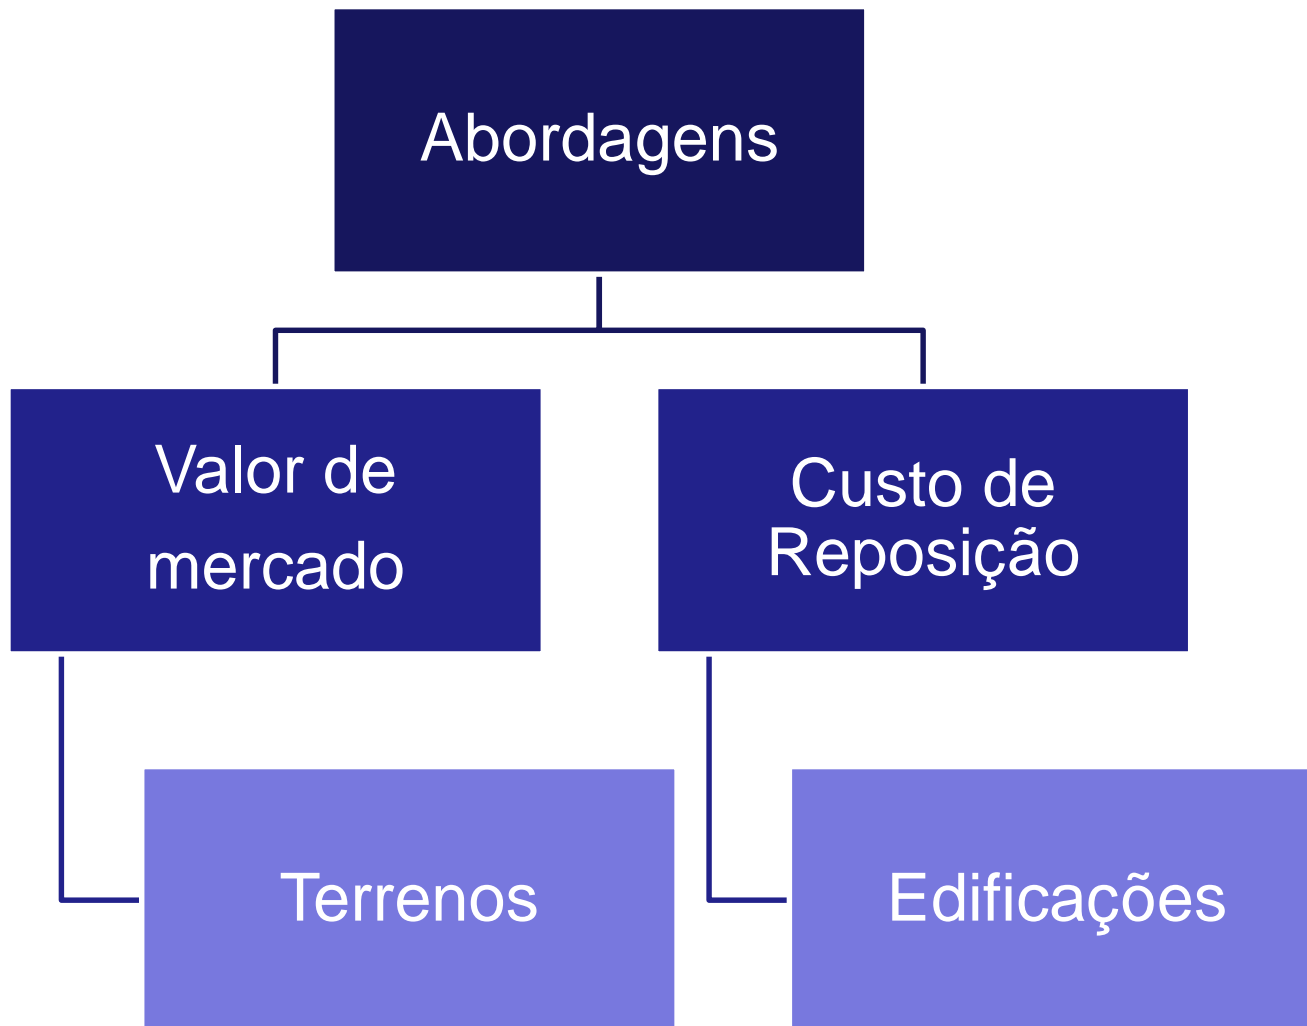 Abordagens
Valor de
mercado
Custo de
Reposição
Terrenos
Edificações